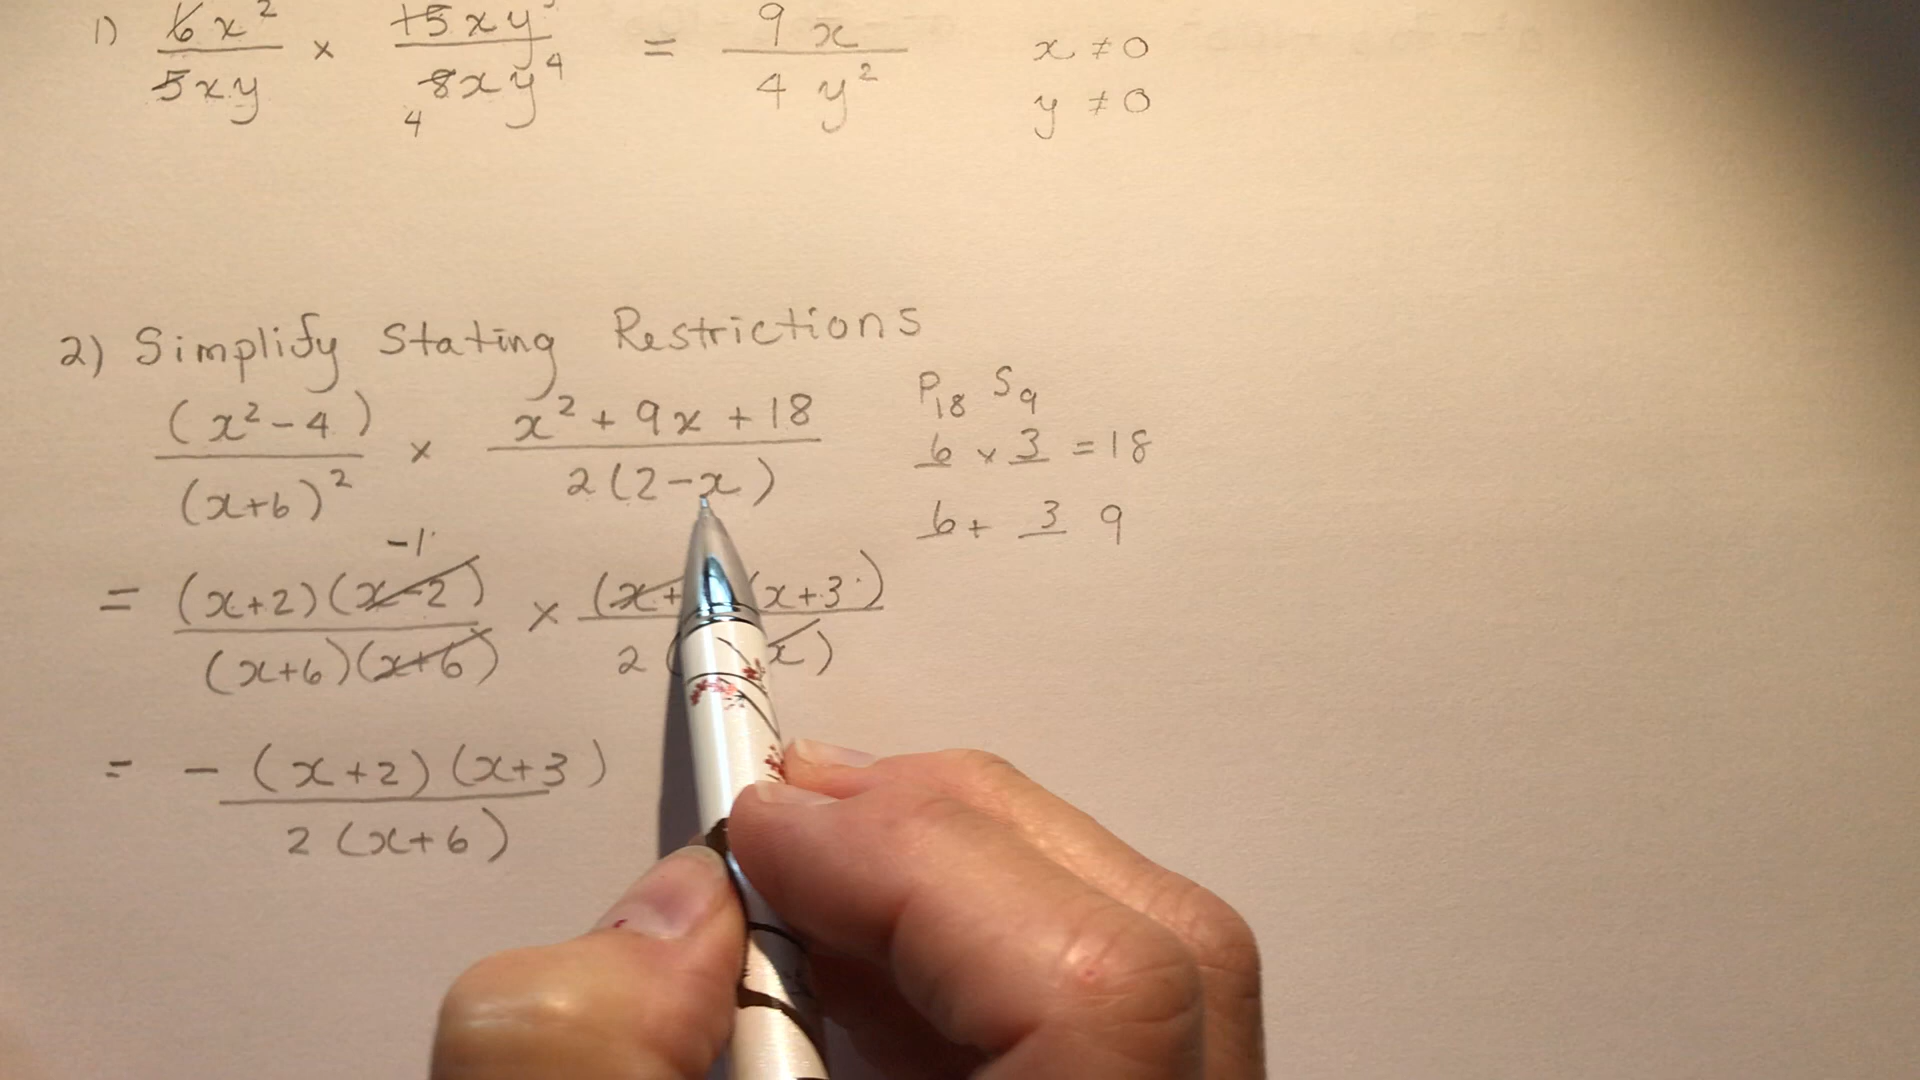 1) 6x² / 5xy × 15xy / 8xy⁴ = 9x / 4y² x ≠ 0
4 y ≠ 0
2) Simplify Stating Restrictions
(x²-4) / (x+6)² × x²+9x+18 / 2(2-x)
P18 S9
6 × 3 = 18
6 + 3 9
-1
= (x+2)(x-2) / (x+6)(x+6) × (x+ (x+3) / 2( x)
= - (x+2)(x+3) / 2(x+6)